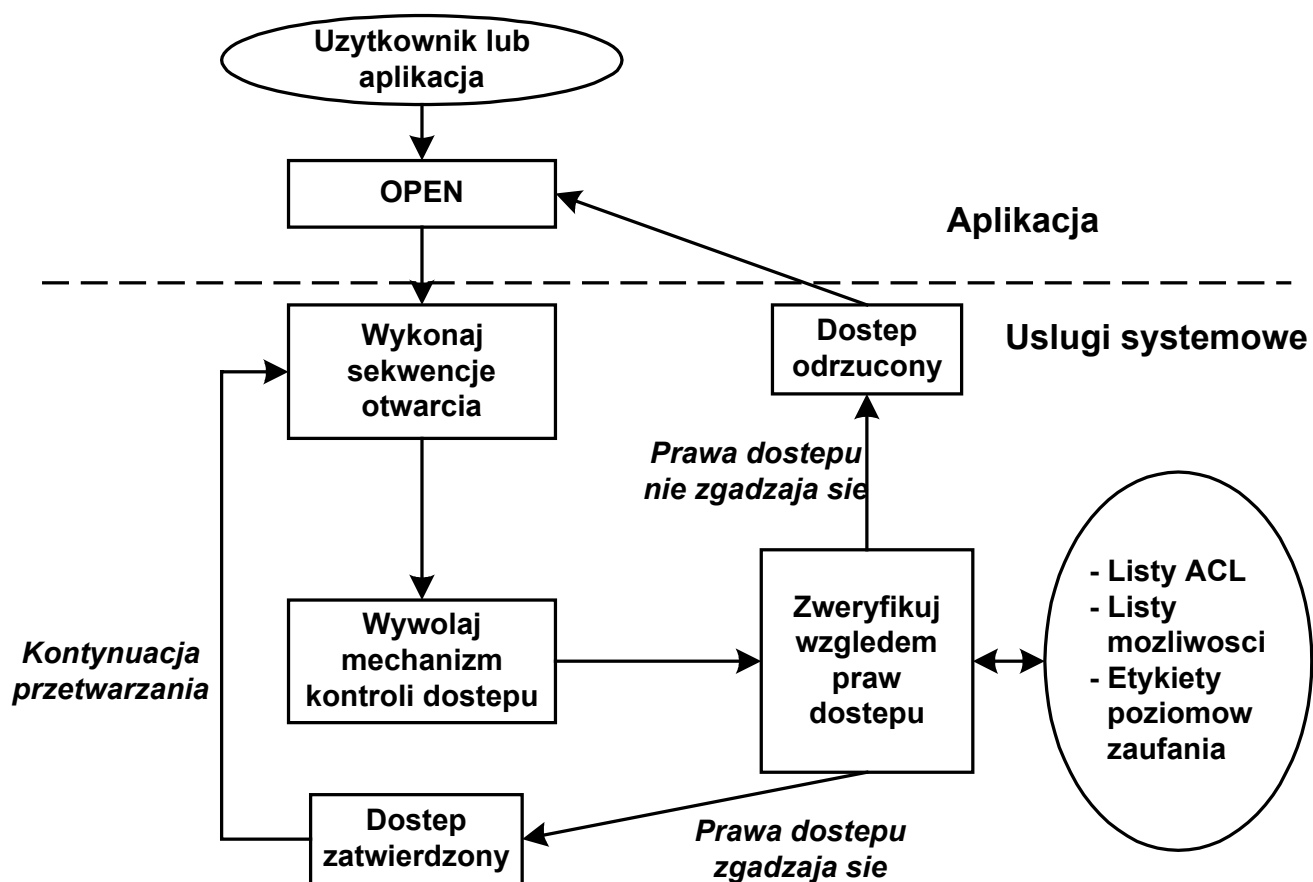 Uzytkownik lub
aplikacja
OPEN
Aplikacja
Wykonaj
sekwencje
otwarcia
Dostep
odrzucony
Uslugi systemowe
Prawa dostepu
nie zgadzaja sie
Wywolaj
mechanizm
kontroli dostepu
Zweryfikuj
wzgledem
praw
dostepu
- Listy ACL
- Listy
mozliwosci
- Etykiety
poziomow
zaufania
Kontynuacja
przetwarzania
Dostep
zatwierdzony
Prawa dostepu
zgadzaja sie